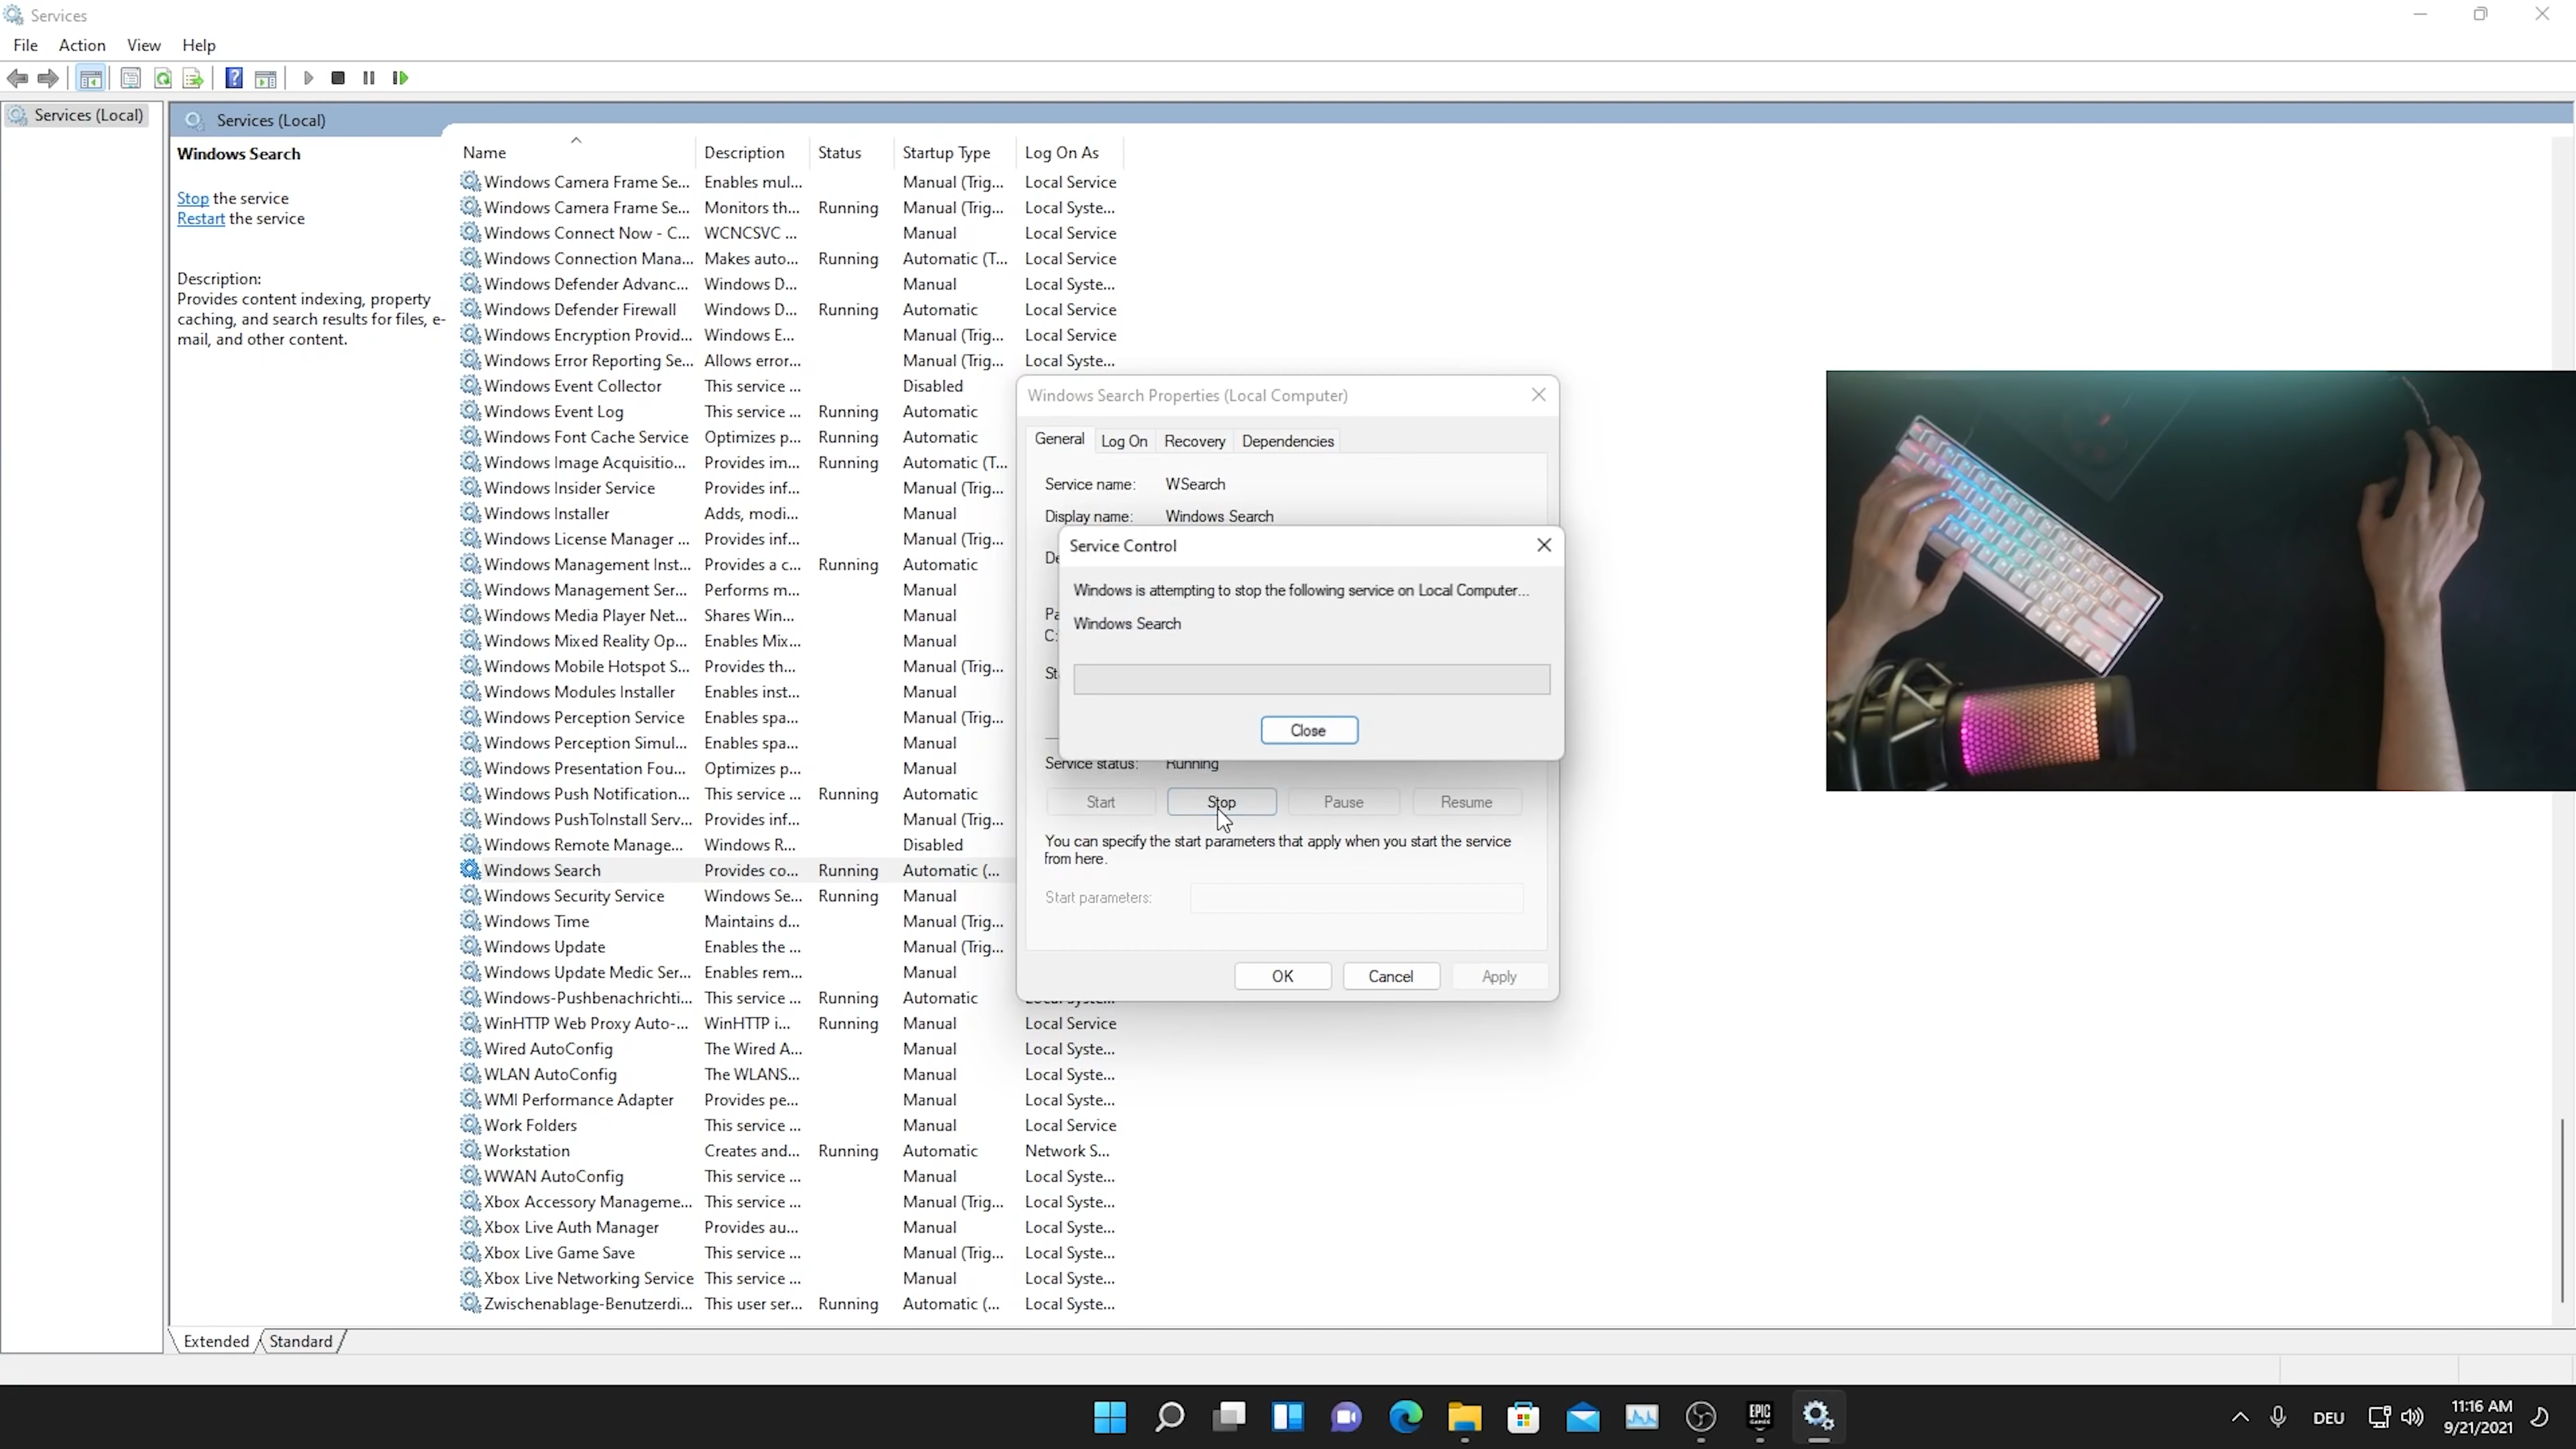 Services
File Action View Help
Services (Local)
Services (Local)
Windows Search
Stop the service
Restart the service
Description:
Provides content indexing, property
caching, and search results for files, e-
mail, and other content.
Name Description Status Startup Type Log On As
Windows Camera Frame Se... Enables mul... Manual (Trig... Local Service
Windows Camera Frame Se... Monitors th... Running Manual (Trig... Local Syste...
Windows Connect Now - C... WCNCSVC ... Manual Local Service
Windows Connection Mana... Makes auto... Running Automatic (T... Local Service
Windows Defender Advanc... Windows D... Manual Local Syste...
Windows Defender Firewall Windows D... Running Automatic Local Service
Windows Encryption Provid... Windows E... Manual (Trig... Local Service
Windows Error Reporting Se... Allows error... Manual (Trig... Local Syste...
Windows Event Collector This service ... Disabled
Windows Event Log This service ... Running Automatic
Windows Font Cache Service Optimizes p... Running Automatic
Windows Image Acquisitio... Provides im... Running Automatic (T...
Windows Insider Service Provides inf... Manual (Trig...
Windows Installer Adds, modi... Manual
Windows License Manager ... Provides inf... Manual (Trig...
Windows Management Inst... Provides a c... Running Automatic
Windows Management Ser... Performs m... Manual
Windows Media Player Net... Shares Win... Manual
Windows Mixed Reality Op... Enables Mix... Manual
Windows Mobile Hotspot S... Provides th... Manual (Trig...
Windows Modules Installer Enables inst... Manual
Windows Perception Service Enables spa... Manual (Trig...
Windows Perception Simul... Enables spa... Manual
Windows Presentation Fou... Optimizes p... Manual
Windows Push Notification... This service ... Running Automatic
Windows PushToInstall Serv... Provides inf... Manual (Trig...
Windows Remote Manage... Windows R... Disabled
Windows Search Provides co... Running Automatic (...
Windows Security Service Windows Se... Running Manual
Windows Time Maintains d... Manual (Trig...
Windows Update Enables the ... Manual (Trig...
Windows Update Medic Ser... Enables rem... Manual
Windows-Pushbenachrichti... This service ... Running Automatic Local Syste...
WinHTTP Web Proxy Auto-... WinHTTP i... Running Manual Local Service
Wired AutoConfig The Wired A... Manual Local Syste...
WLAN AutoConfig The WLANS... Manual Local Syste...
WMI Performance Adapter Provides pe... Manual Local Syste...
Work Folders This service ... Manual Local Service
Workstation Creates and... Running Automatic Network S...
WWAN AutoConfig This service ... Manual Local Syste...
Xbox Accessory Manageme... This service ... Manual (Trig... Local Syste...
Xbox Live Auth Manager Provides au... Manual Local Syste...
Xbox Live Game Save This service ... Manual (Trig... Local Syste...
Xbox Live Networking Service This service ... Manual Local Syste...
Zwischenablage-Benutzerdi... This user ser... Running Automatic (... Local Syste...
Windows Search Properties (Local Computer)
General Log On Recovery Dependencies
Service name: WSearch
Display name: Windows Search
De
Pa
C:
St
Service Control
Windows is attempting to stop the following service on Local Computer...
Windows Search
Close
Service status: Running
Start Stop Pause Resume
You can specify the start parameters that apply when you start the service
from here.
Start parameters:
OK Cancel Apply
Extended Standard
EPIC
GAMES
DEU
11:16 AM
9/21/2021